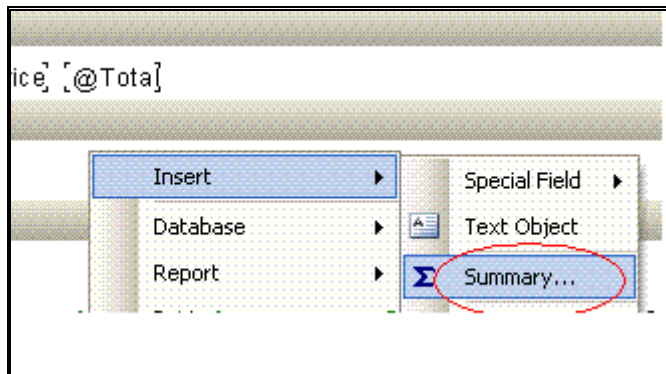 ice] [@Tota]
Insert
Special Field
Database
Text Object
Report
Σ Summary...